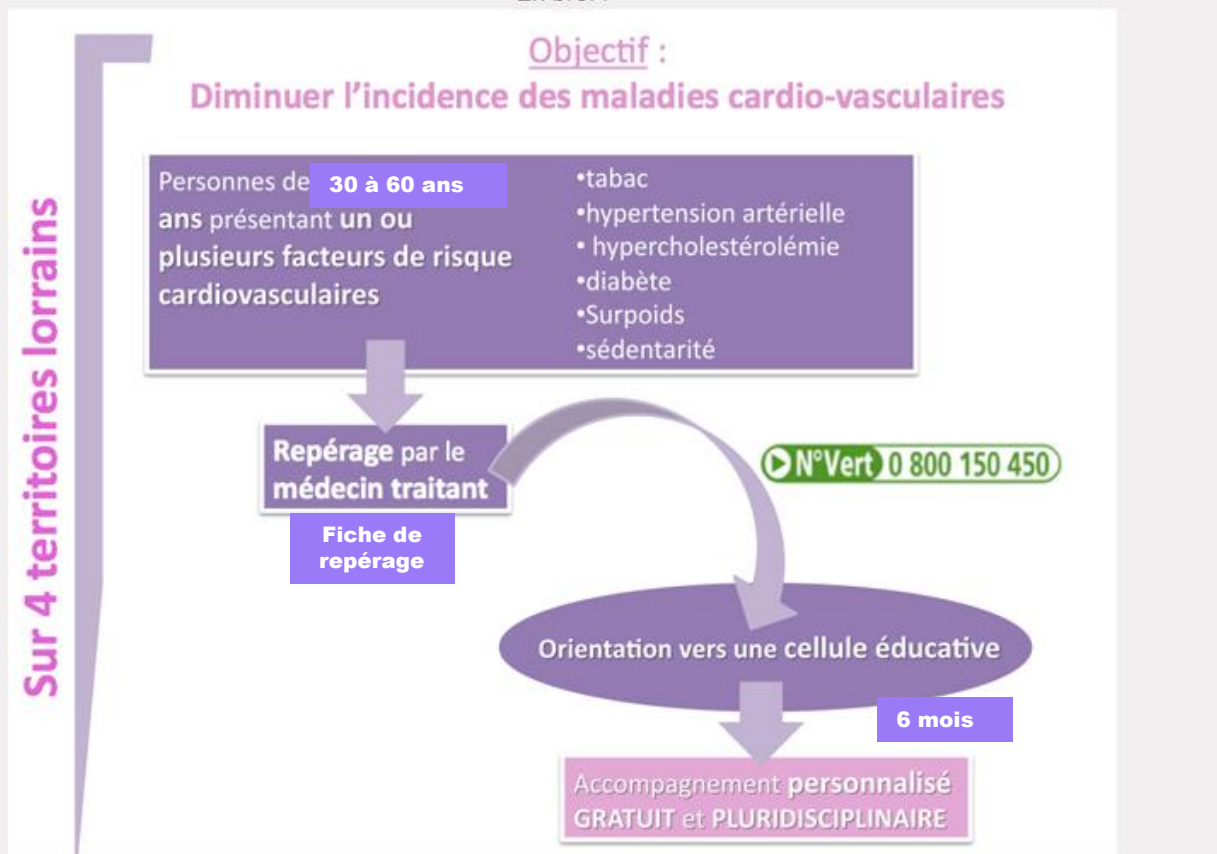 Objectif :
Diminuer l’incidence des maladies cardio-vasculaires
Sur 4 territoires lorrains
Personnes de 30 à 60 ans
ans présentant un ou
plusieurs facteurs de risque
cardiovasculaires
•tabac
•hypertension artérielle
• hypercholestérolémie
•diabète
•Surpoids
•sédentarité
Repérage par le
médecin traitant
Fiche de
repérage
N°Vert 0 800 150 450
Orientation vers une cellule éducative
6 mois
Accompagnement personnalisé
GRATUIT et PLURIDISCIPLINAIRE